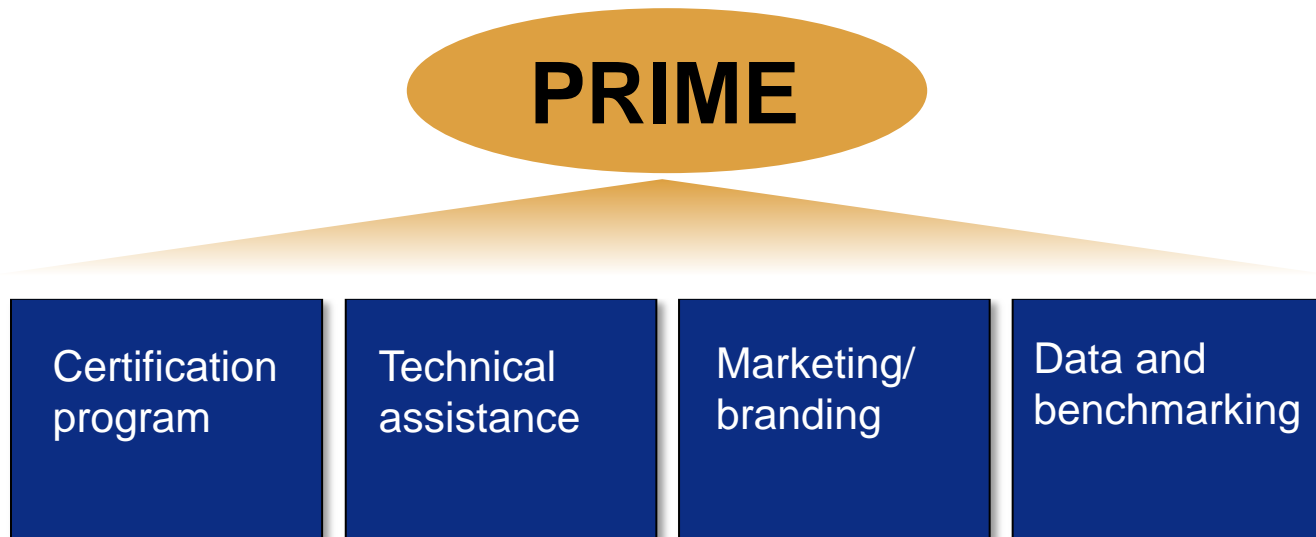 PRIME
Certification
program
Technical
assistance
Marketing/
branding
Data and
benchmarking